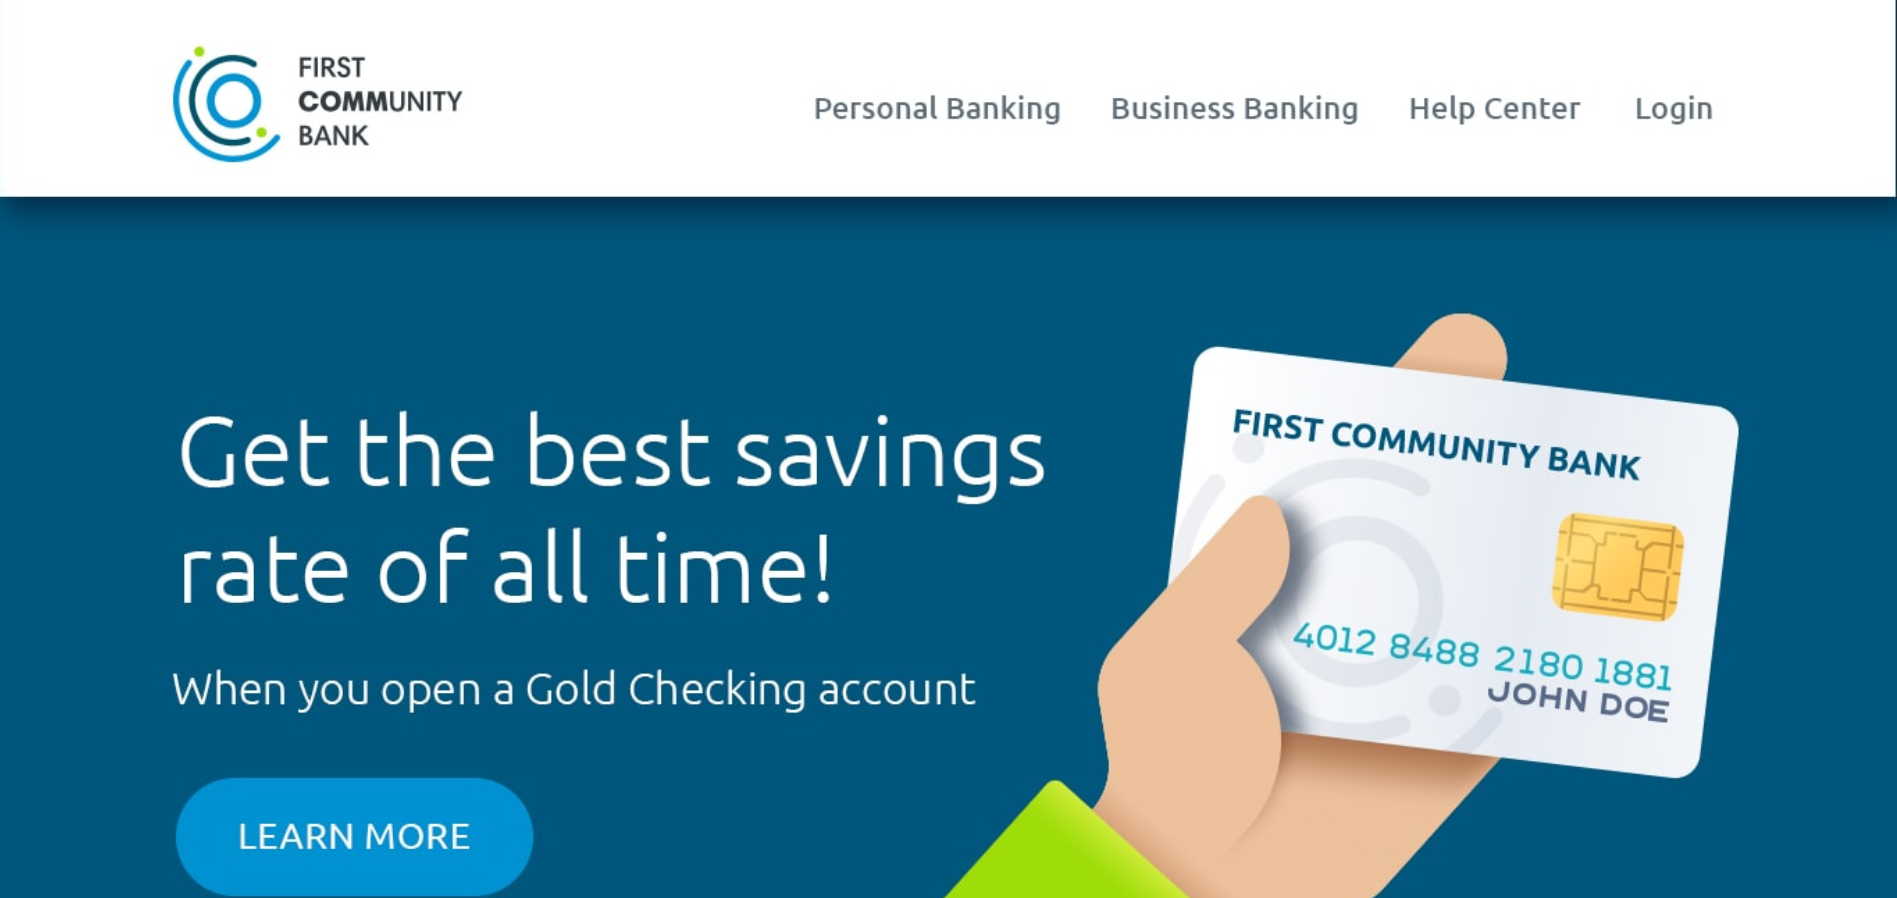 FIRST
COMMUNITY
BANK
Personal Banking Business Banking Help Center Login
Get the best savings
rate of all time!
When you open a Gold Checking account
LEARN MORE
FIRST COMMUNITY BANK
4012 8488 2180 1881
JOHN DOE